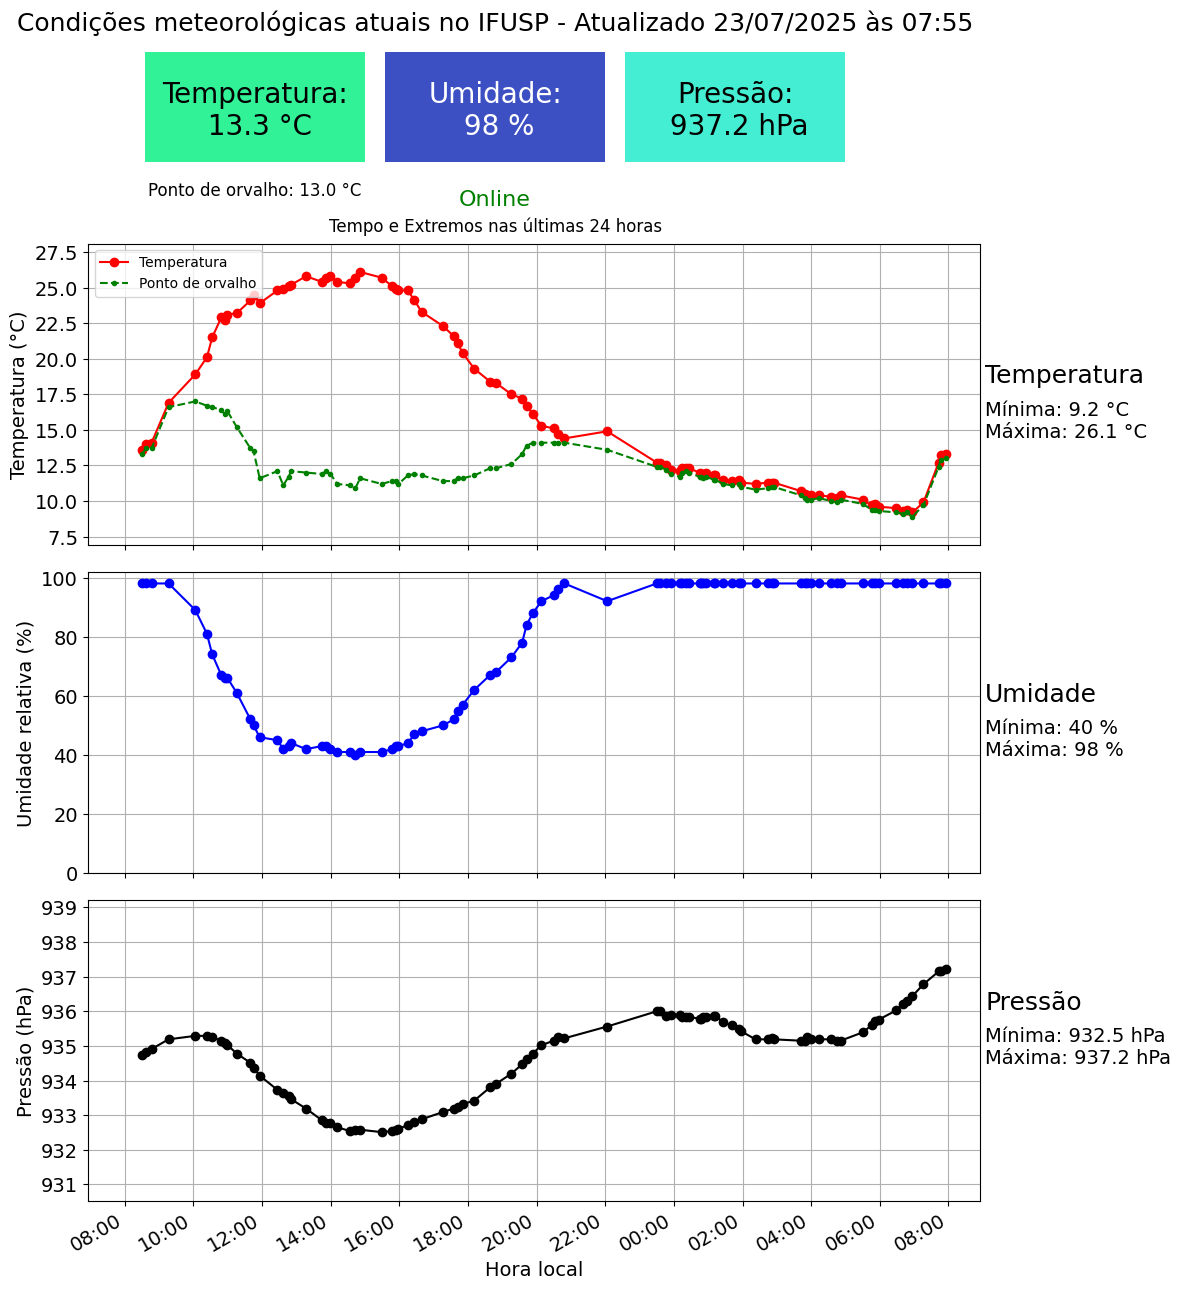 Condições meteorológicas atuais no IFUSP - Atualizado 23/07/2025 às 07:55
Temperatura:
13.3 °C
Umidade:
98 %
Pressão:
937.2 hPa
Ponto de orvalho: 13.0 °C
Online
Tempo e Extremos nas últimas 24 horas
Temperatura (°C)
27.5
25.0
22.5
20.0
17.5
15.0
12.5
10.0
7.5
Temperatura
Ponto de orvalho
Temperatura
Mínima: 9.2 °C
Máxima: 26.1 °C
Umidade relativa (%)
100
80
60
40
20
0
Umidade
Mínima: 40 %
Máxima: 98 %
Pressão (hPa)
939
938
937
936
935
934
933
932
931
Pressão
Mínima: 932.5 hPa
Máxima: 937.2 hPa
08:00
10:00
12:00
14:00
16:00
18:00
20:00
22:00
00:00
02:00
04:00
06:00
08:00
Hora local